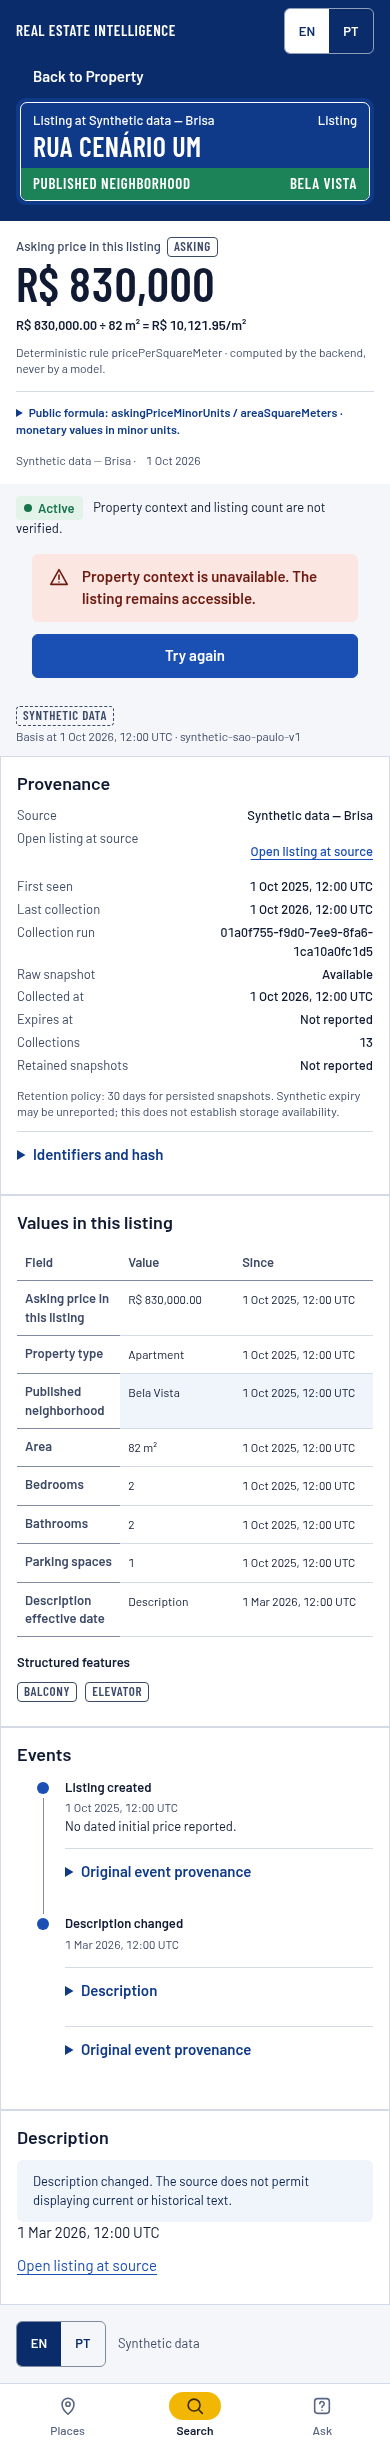 REAL ESTATE INTELLIGENCE
EN PT
Back to Property
Listing at Synthetic data — Brisa Listing
RUA CENÁRIO UM
PUBLISHED NEIGHBORHOOD BELA VISTA
Asking price in this listing ASKING
R$ 830,000
R$ 830,000.00 ÷ 82 m² = R$ 10,121.95/m²
Deterministic rule pricePerSquareMeter · computed by the backend,
never by a model.
Public formula: askingPriceMinorUnits / areaSquareMeters ·
monetary values in minor units.
Synthetic data — Brisa · 1 Oct 2026
Active Property context and listing count are not
verified.
Property context is unavailable. The
listing remains accessible.
Try again
SYNTHETIC DATA
Basis at 1 Oct 2026, 12:00 UTC · synthetic-sao-paulo-v1
Provenance
Source Synthetic data — Brisa
Open listing at source
Open listing at source
First seen 1 Oct 2025, 12:00 UTC
Last collection 1 Oct 2026, 12:00 UTC
Collection run 01a0f755-f9d0-7ee9-8fa6-
1ca10a0fc1d5
Raw snapshot Available
Collected at 1 Oct 2026, 12:00 UTC
Expires at Not reported
Collections 13
Retained snapshots Not reported
Retention policy: 30 days for persisted snapshots. Synthetic expiry
may be unreported; this does not establish storage availability.
Identifiers and hash
Values in this listing
Field Value Since
Asking price in
this listing R$ 830,000.00 1 Oct 2025, 12:00 UTC
Property type Apartment 1 Oct 2025, 12:00 UTC
Published
neighborhood Bela Vista 1 Oct 2025, 12:00 UTC
Area 82 m² 1 Oct 2025, 12:00 UTC
Bedrooms 2 1 Oct 2025, 12:00 UTC
Bathrooms 2 1 Oct 2025, 12:00 UTC
Parking spaces 1 1 Oct 2025, 12:00 UTC
Description
effective date Description 1 Mar 2026, 12:00 UTC
Structured features
BALCONY ELEVATOR
Events
Listing created
1 Oct 2025, 12:00 UTC
No dated initial price reported.
Original event provenance
Description changed
1 Mar 2026, 12:00 UTC
Description
Original event provenance
Description
Description changed. The source does not permit
displaying current or historical text.
1 Mar 2026, 12:00 UTC
Open listing at source
EN PT Synthetic data
Places Search Ask